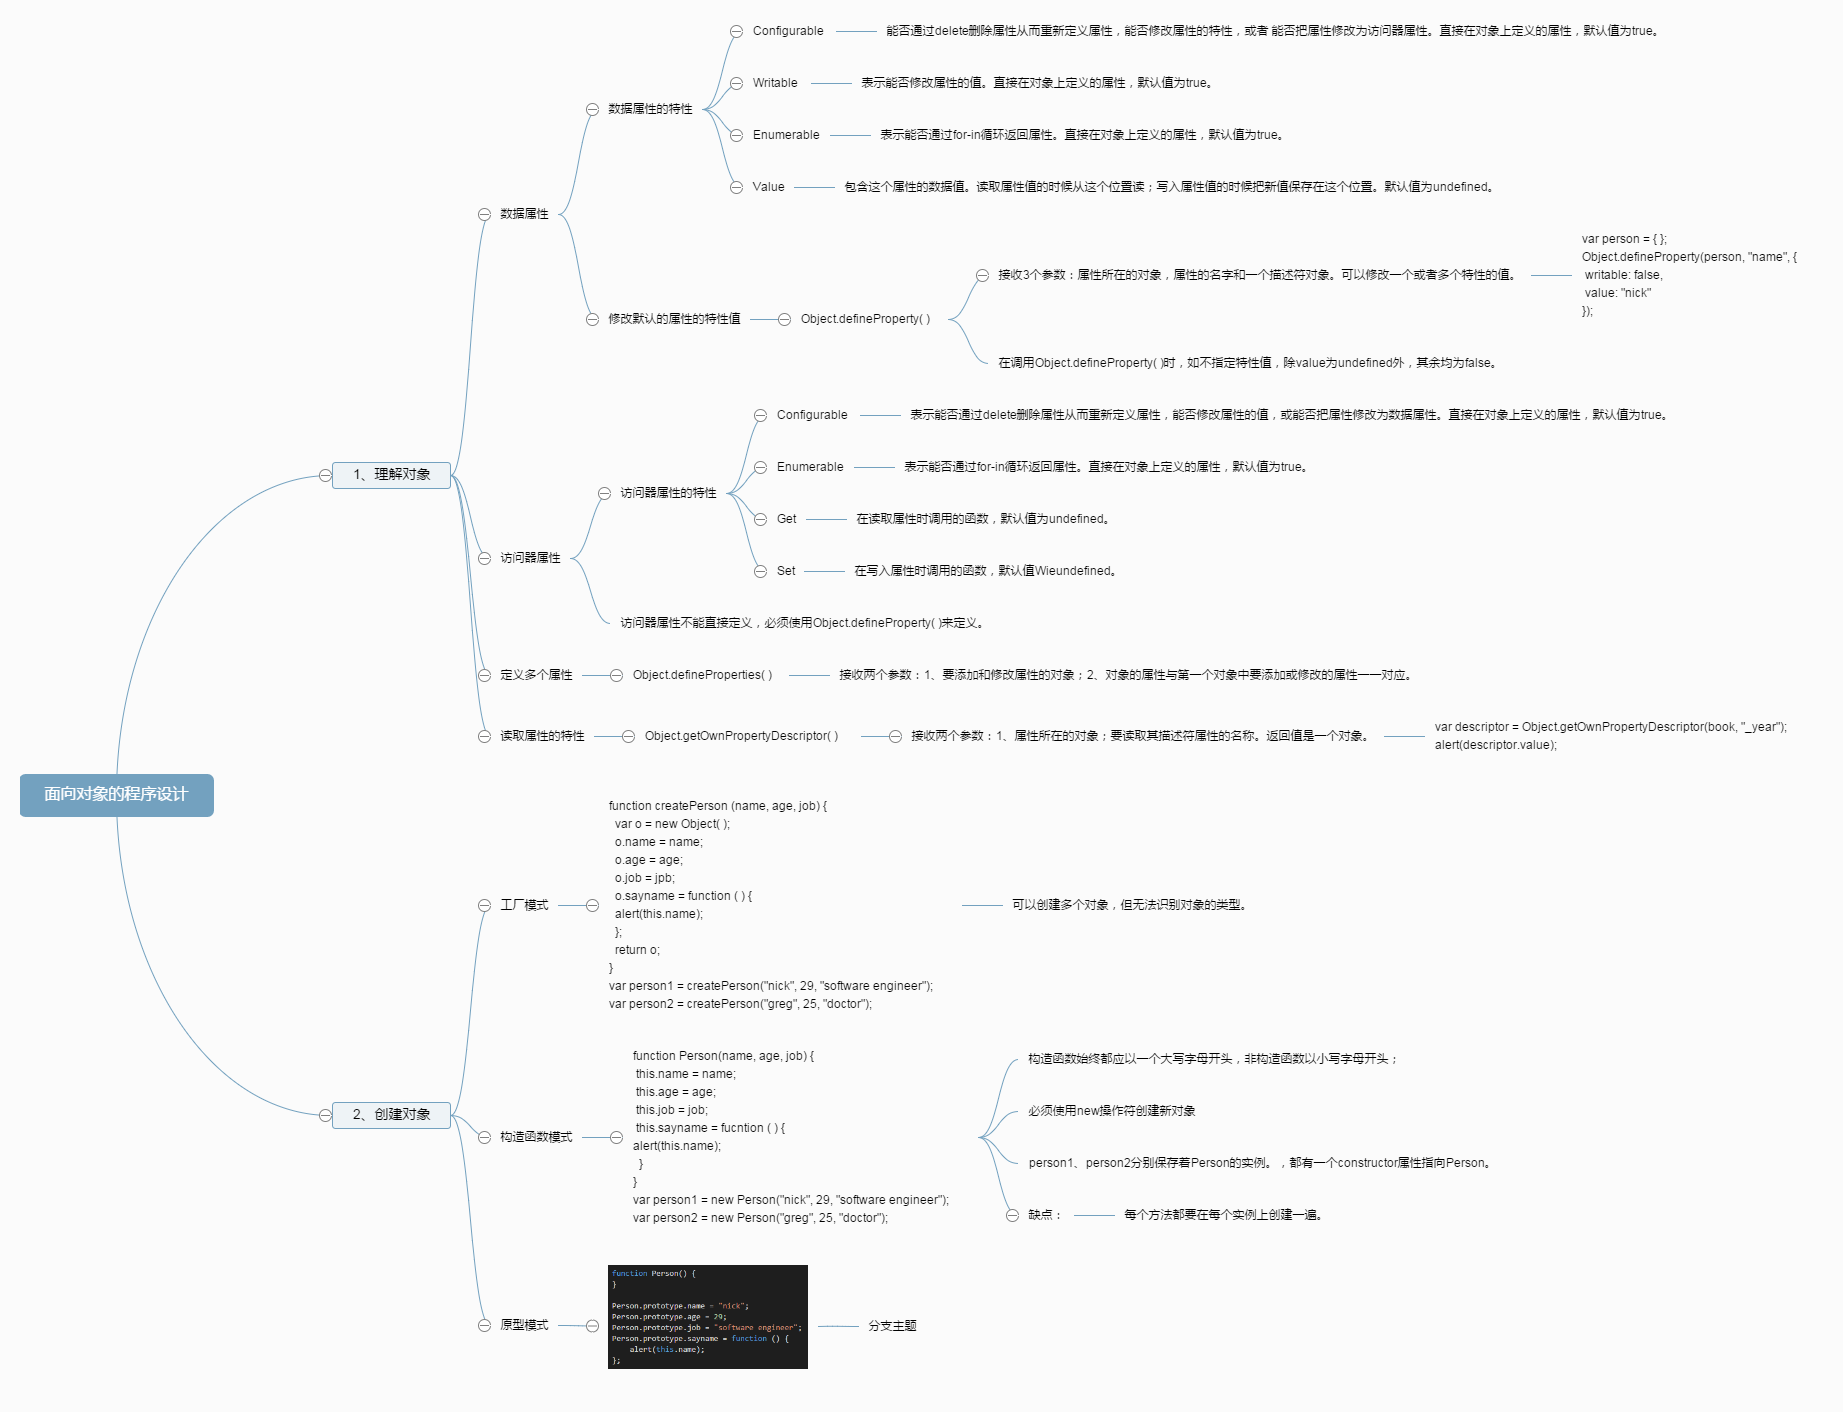 面向对象的程序设计
1、理解对象
数据属性
数据属性的特性
Configurable
能否通过delete删除属性从而重新定义属性，能否修改属性的特性，或者 能否把属性修改为访问器属性。直接在对象上定义的属性，默认值为true。
Writable
表示能否修改属性的值。直接在对象上定义的属性，默认值为true。
Enumerable
表示能否通过for-in循环返回属性。直接在对象上定义的属性，默认值为true。
Value
包含这个属性的数据值。读取属性值的时候从这个位置读；写入属性值的时候把新值保存在这个位置。默认值为undefined。
修改默认的属性的特性值
Object.defineProperty( )
接收3个参数：属性所在的对象，属性的名字和一个描述符对象。可以修改一个或者多个特性的值。
var person = { };
Object.defineProperty(person, "name", {
writable: false,
value: "nick"
});
在调用Object.defineProperty( )时，如不指定特性值，除value为undefined外，其余均为false。
访问器属性
访问器属性的特性
Configurable
表示能否通过delete删除属性从而重新定义属性，能否修改属性的值，或能否把属性修改为数据属性。直接在对象上定义的属性，默认值为true。
Enumerable
表示能否通过for-in循环返回属性。直接在对象上定义的属性，默认值为true。
Get
在读取属性时调用的函数，默认值为undefined。
Set
在写入属性时调用的函数，默认值Wieundefined。
访问器属性不能直接定义，必须使用Object.defineProperty( )来定义。
定义多个属性
Object.defineProperties( )
接收两个参数：1、要添加和修改属性的对象；2、对象的属性与第一个对象中要添加或修改的属性一一对应。
读取属性的特性
Object.getOwnPropertyDescriptor( )
接收两个参数：1、属性所在的对象；要读取其描述符属性的名称。返回值是一个对象。
var descriptor = Object.getOwnPropertyDescriptor(book, "_year");
alert(descriptor.value);
2、创建对象
工厂模式
function createPerson (name, age, job) {
var o = new Object( );
o.name = name;
o.age = age;
o.job = jpb;
o.sayname = function ( ) {
alert(this.name);
};
return o;
}
var person1 = createPerson("nick", 29, "software engineer");
var person2 = createPerson("greg", 25, "doctor");
可以创建多个对象，但无法识别对象的类型。
构造函数模式
function Person(name, age, job) {
this.name = name;
this.age = age;
this.job = job;
this.sayname = fucntion ( ) {
alert(this.name);
}
}
var person1 = new Person("nick", 29, "software engineer");
var person2 = new Person("greg", 25, "doctor");
构造函数始终都应以一个大写字母开头，非构造函数以小写字母开头；
必须使用new操作符创建新对象
person1、person2分别保存着Person的实例。，都有一个constructor属性指向Person。
缺点：
每个方法都要在每个实例上创建一遍。
原型模式
function Person() {
}
Person.prototype.name = "nick";
Person.prototype.age = 29;
Person.prototype.job = "software engineer";
Person.prototype.sayname = function () {
alert(this.name);
};
分支主题